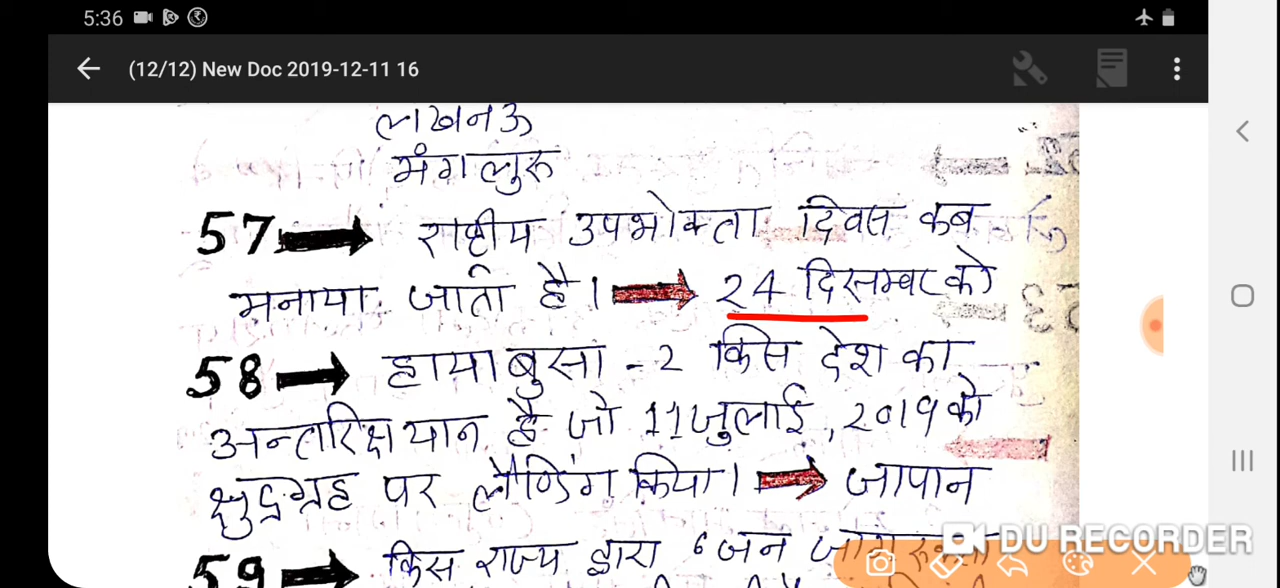 5:36
(12/12) New Doc 2019-12-11 16
लखनऊ
मंगलुरू
57 → राष्ट्रीय उपभोक्ता दिवस कब
मनाया जाता है। → 24 दिसम्बर को
58 → हायाबुसा - 2 किस देश का
अन्तरिक्ष यान है जो 11 जुलाई, 2019 को
क्षुद्रग्रह पर लैण्डिंग किया। → जापान
59 → किस राज्य द्वारा 'जन
DU RECORDER